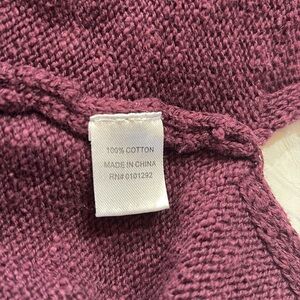 100% COTTON
MADE IN CHINA
RN# 0101292